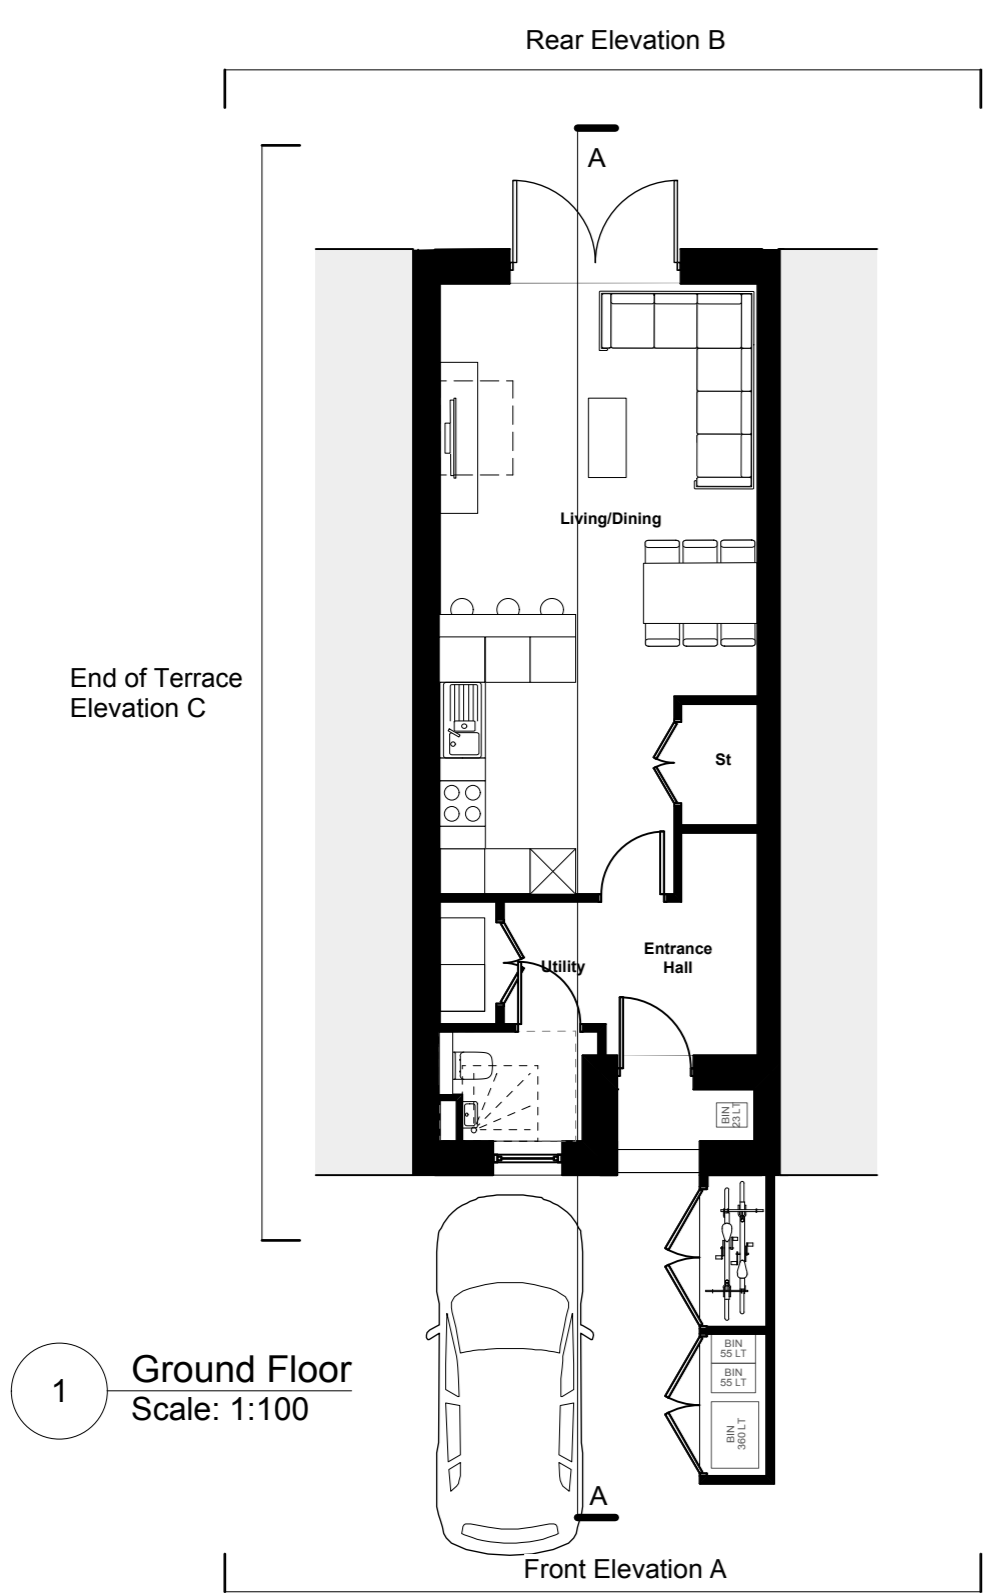 Rear Elevation B
A
Living/Dining
End of Terrace
Elevation C
St
Entrance
Hall
Utility
BIN
23 LT
BIN
55 LT
BIN
55 LT
BIN
360 LT
1
Ground Floor
Scale: 1:100
A
Front Elevation A